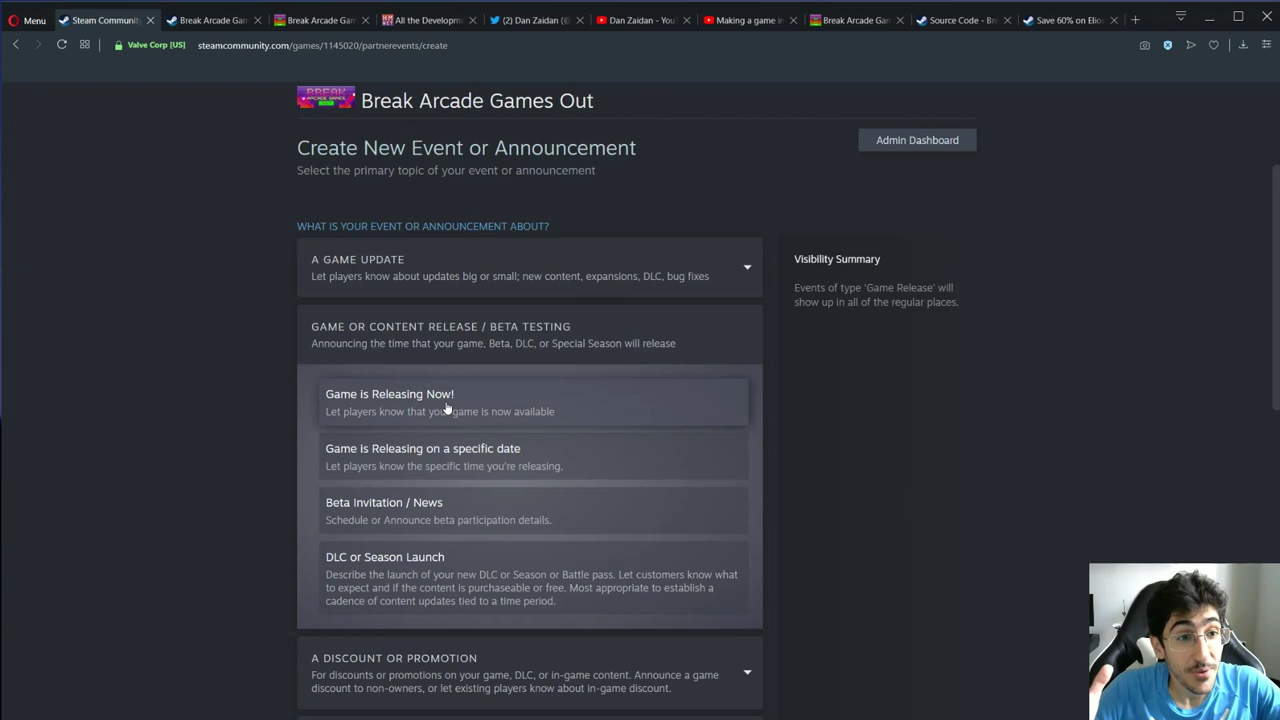 Menu
Steam Community
Break Arcade Gam
Break Arcade Gam
All the Developme
(2) Dan Zaidan (@
Dan Zaidan - You
Making a game in
Break Arcade Gam
Source Code - Bre
Save 60% on Elio
Valve Corp [US]
steamcommunity.com/games/1145020/partnerevents/create
BREAK
ARCADE GAMES
Break Arcade Games Out
Create New Event or Announcement
Admin Dashboard
Select the primary topic of your event or announcement
WHAT IS YOUR EVENT OR ANNOUNCEMENT ABOUT?
A GAME UPDATE
Let players know about updates big or small; new content, expansions, DLC, bug fixes
Visibility Summary
Events of type 'Game Release' will
show up in all of the regular places.
GAME OR CONTENT RELEASE / BETA TESTING
Announcing the time that your game, Beta, DLC, or Special Season will release
Game is Releasing Now!
Let players know that your game is now available
Game is Releasing on a specific date
Let players know the specific time you're releasing.
Beta Invitation / News
Schedule or Announce beta participation details.
DLC or Season Launch
Describe the launch of your new DLC or Season or Battle pass. Let customers know what
to expect and if the content is purchaseable or free. Most appropriate to establish a
cadence of content updates tied to a time period.
A DISCOUNT OR PROMOTION
For discounts or promotions on your game, DLC, or in-game content. Announce a game
discount to non-owners, or let existing players know about in-game discount.